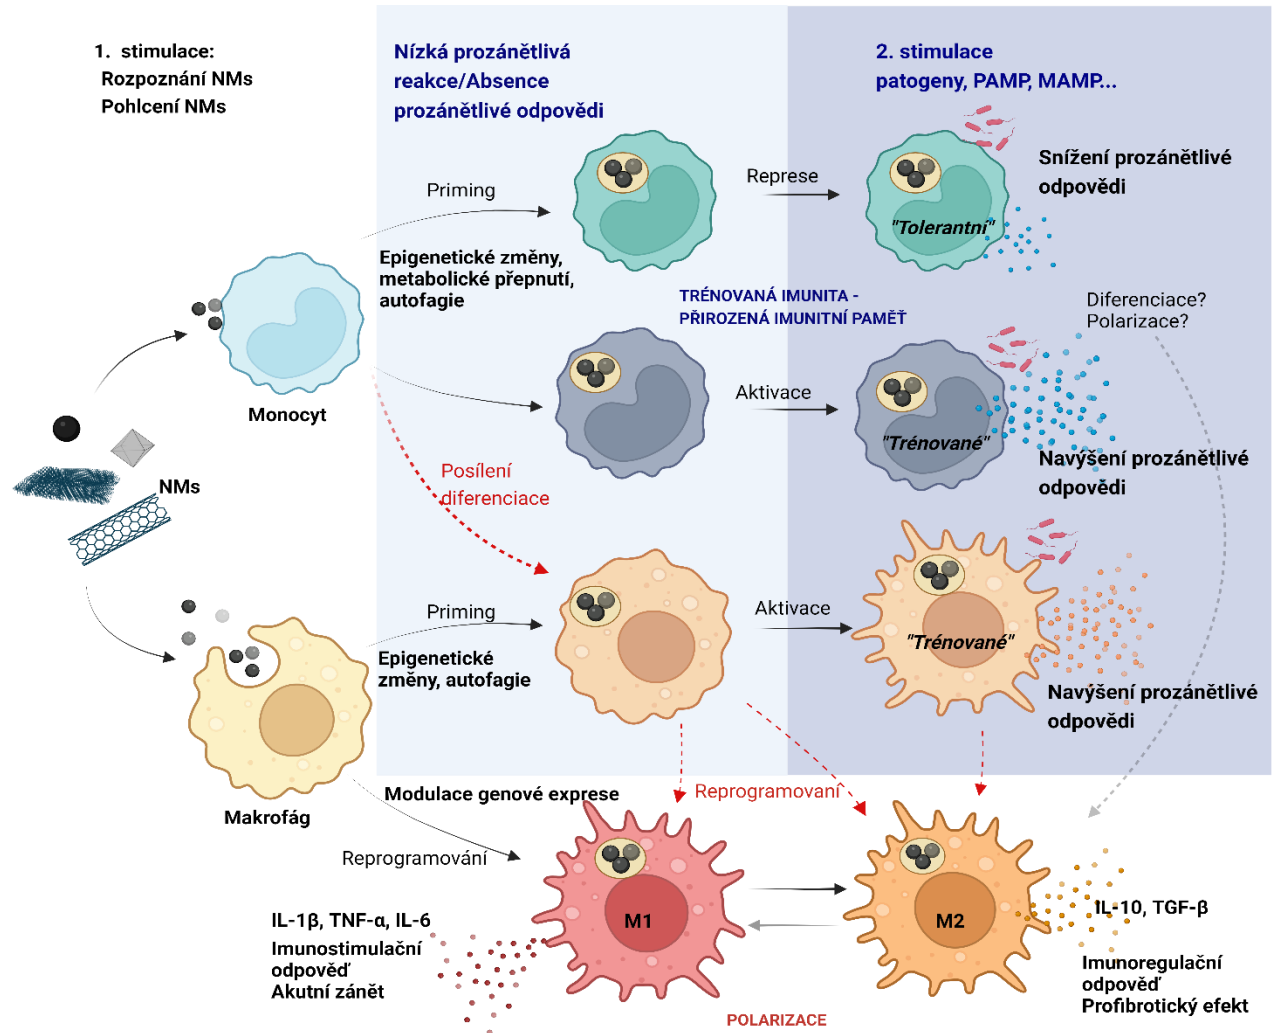 1. stimulace:
Rozpoznání NMs
Pohlcení NMs
Nízká prozánětlivá
reakce/Absence
prozánětlivé odpovědi
2. stimulace
patogeny, PAMP, MAMP...
Priming
Represe
Snížení prozánětlivé
odpovědi
"Tolerantní"
Epigenetické změny,
metabolické přepnutí,
autofagie
TRÉNOVANÁ IMUNITA -
PŘIROZENÁ IMUNITNÍ PAMĚŤ
Diferenciace?
Polarizace?
Monocyt
Aktivace
"Trénované"
Navýšení prozánětlivé
odpovědi
Posílení
diferenciace
NMs
Priming
Aktivace
"Trénované"
Epigenetické
změny, autofagie
Navýšení prozánětlivé
odpovědi
Makrofág
Modulace genové exprese
Reprogramovaní
Reprogramování
IL-1β, TNF-α, IL-6
Imunostimulační
odpověď
Akutní zánět
M1
M2
IL-10, TGF-β
Imunoregulační
odpověď
Profibrotický efekt
POLARIZACE